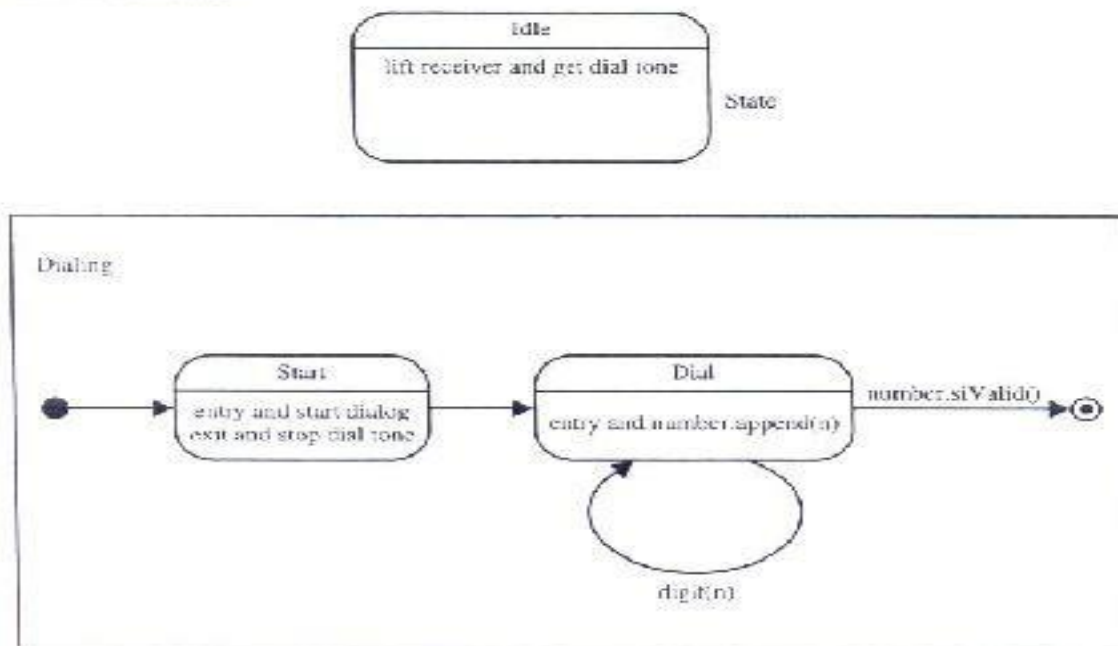 Idle
lift receiver and get dial tone
State
Dialing
Start
entry and start dialog
exit and stop dial tone
Dial
entry and number.append(n)
number.siValid()
digit(n)